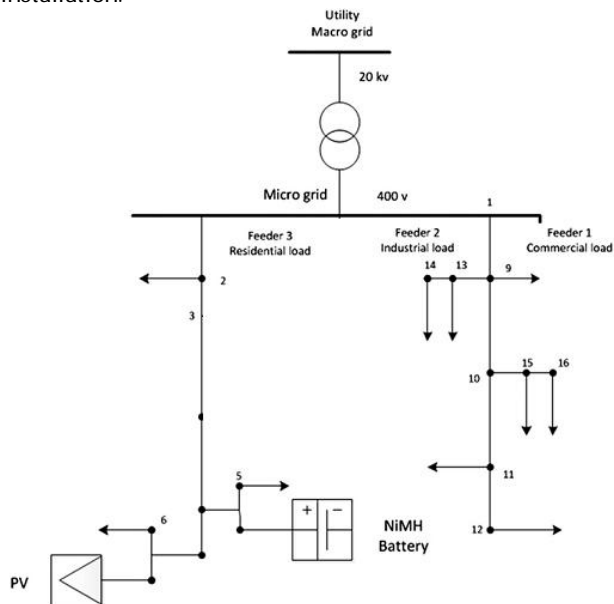 Utility
Macro grid
20 kv
Micro grid
400 v
1
Feeder 3
Residential load
Feeder 2
Industrial load
Feeder 1
Commercial load
2
14
13
9
3
10
15
16
11
5
12
+
−
NiMH
Battery
6
PV